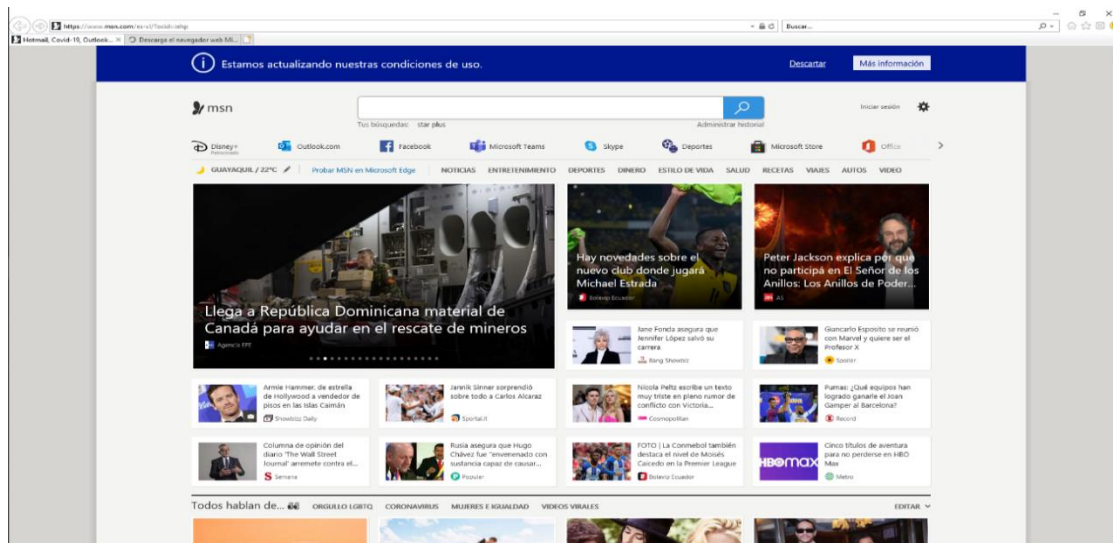 https://www.msn.com/es-xl/?ocid=iehp
Buscar...
Hotmail, Covid-19, Outlook...
Descarga el navegador web Mi...
Estamos actualizando nuestras condiciones de uso.
Descartar
Más información
msn
Iniciar sesión
Tus búsquedas: star plus
Administrar historial
Disney+
Outlook.com
Facebook
Microsoft Teams
Skype
Deportes
Microsoft Store
Office
GUAYAQUIL / 22°C
Probar MSN en Microsoft Edge
NOTICIAS ENTRETENIMIENTO DEPORTES DINERO ESTILO DE VIDA SALUD RECETAS VIAJES AUTOS VIDEO
Llega a República Dominicana material de
Canadá para ayudar en el rescate de mineros
Agencia EFE
Hay novedades sobre el
nuevo club donde jugará
Michael Estrada
Bolavip Ecuador
Peter Jackson explica por qué
no participá en El Señor de los
Anillos: Los Anillos de Poder...
AS
Jane Fonda asegura que
Jennifer López salvó su
carrera
Bang Showbiz
Giancarlo Esposito se reunió
con Marvel y quiere ser el
Profesor X
Spoiler
Armie Hammer, de estrella
de Hollywood a vendedor de
pisos en las Islas Caimán
Showbizz Daily
Jannik Sinner sorprendió
sobre todo a Carlos Alcaraz
Sportal.it
Nicola Peltz escribe un texto
muy triste en pleno rumor de
conflicto con Victoria...
Cosmopolitan
Pumas: ¿Qué equipos han
logrado ganarle el Joan
Gamper al Barcelona?
Récord
Columna de opinión del
diario 'The Wall Street
Journal' arremete contra el...
Semana
Rusia asegura que Hugo
Chávez fue "envenenado con
sustancia capaz de causar...
Popular
FOTO | La Conmebol también
destaca el nivel de Moisés
Caicedo en la Premier League
Bolavip Ecuador
HBOMAX
Cinco títulos de aventura
para no perderse en HBO
Max
Metro
Todos hablan de...
ORGULLO LGBTQ CORONAVIRUS MUJERES E IGUALDAD VIDEOS VIRALES
EDITAR